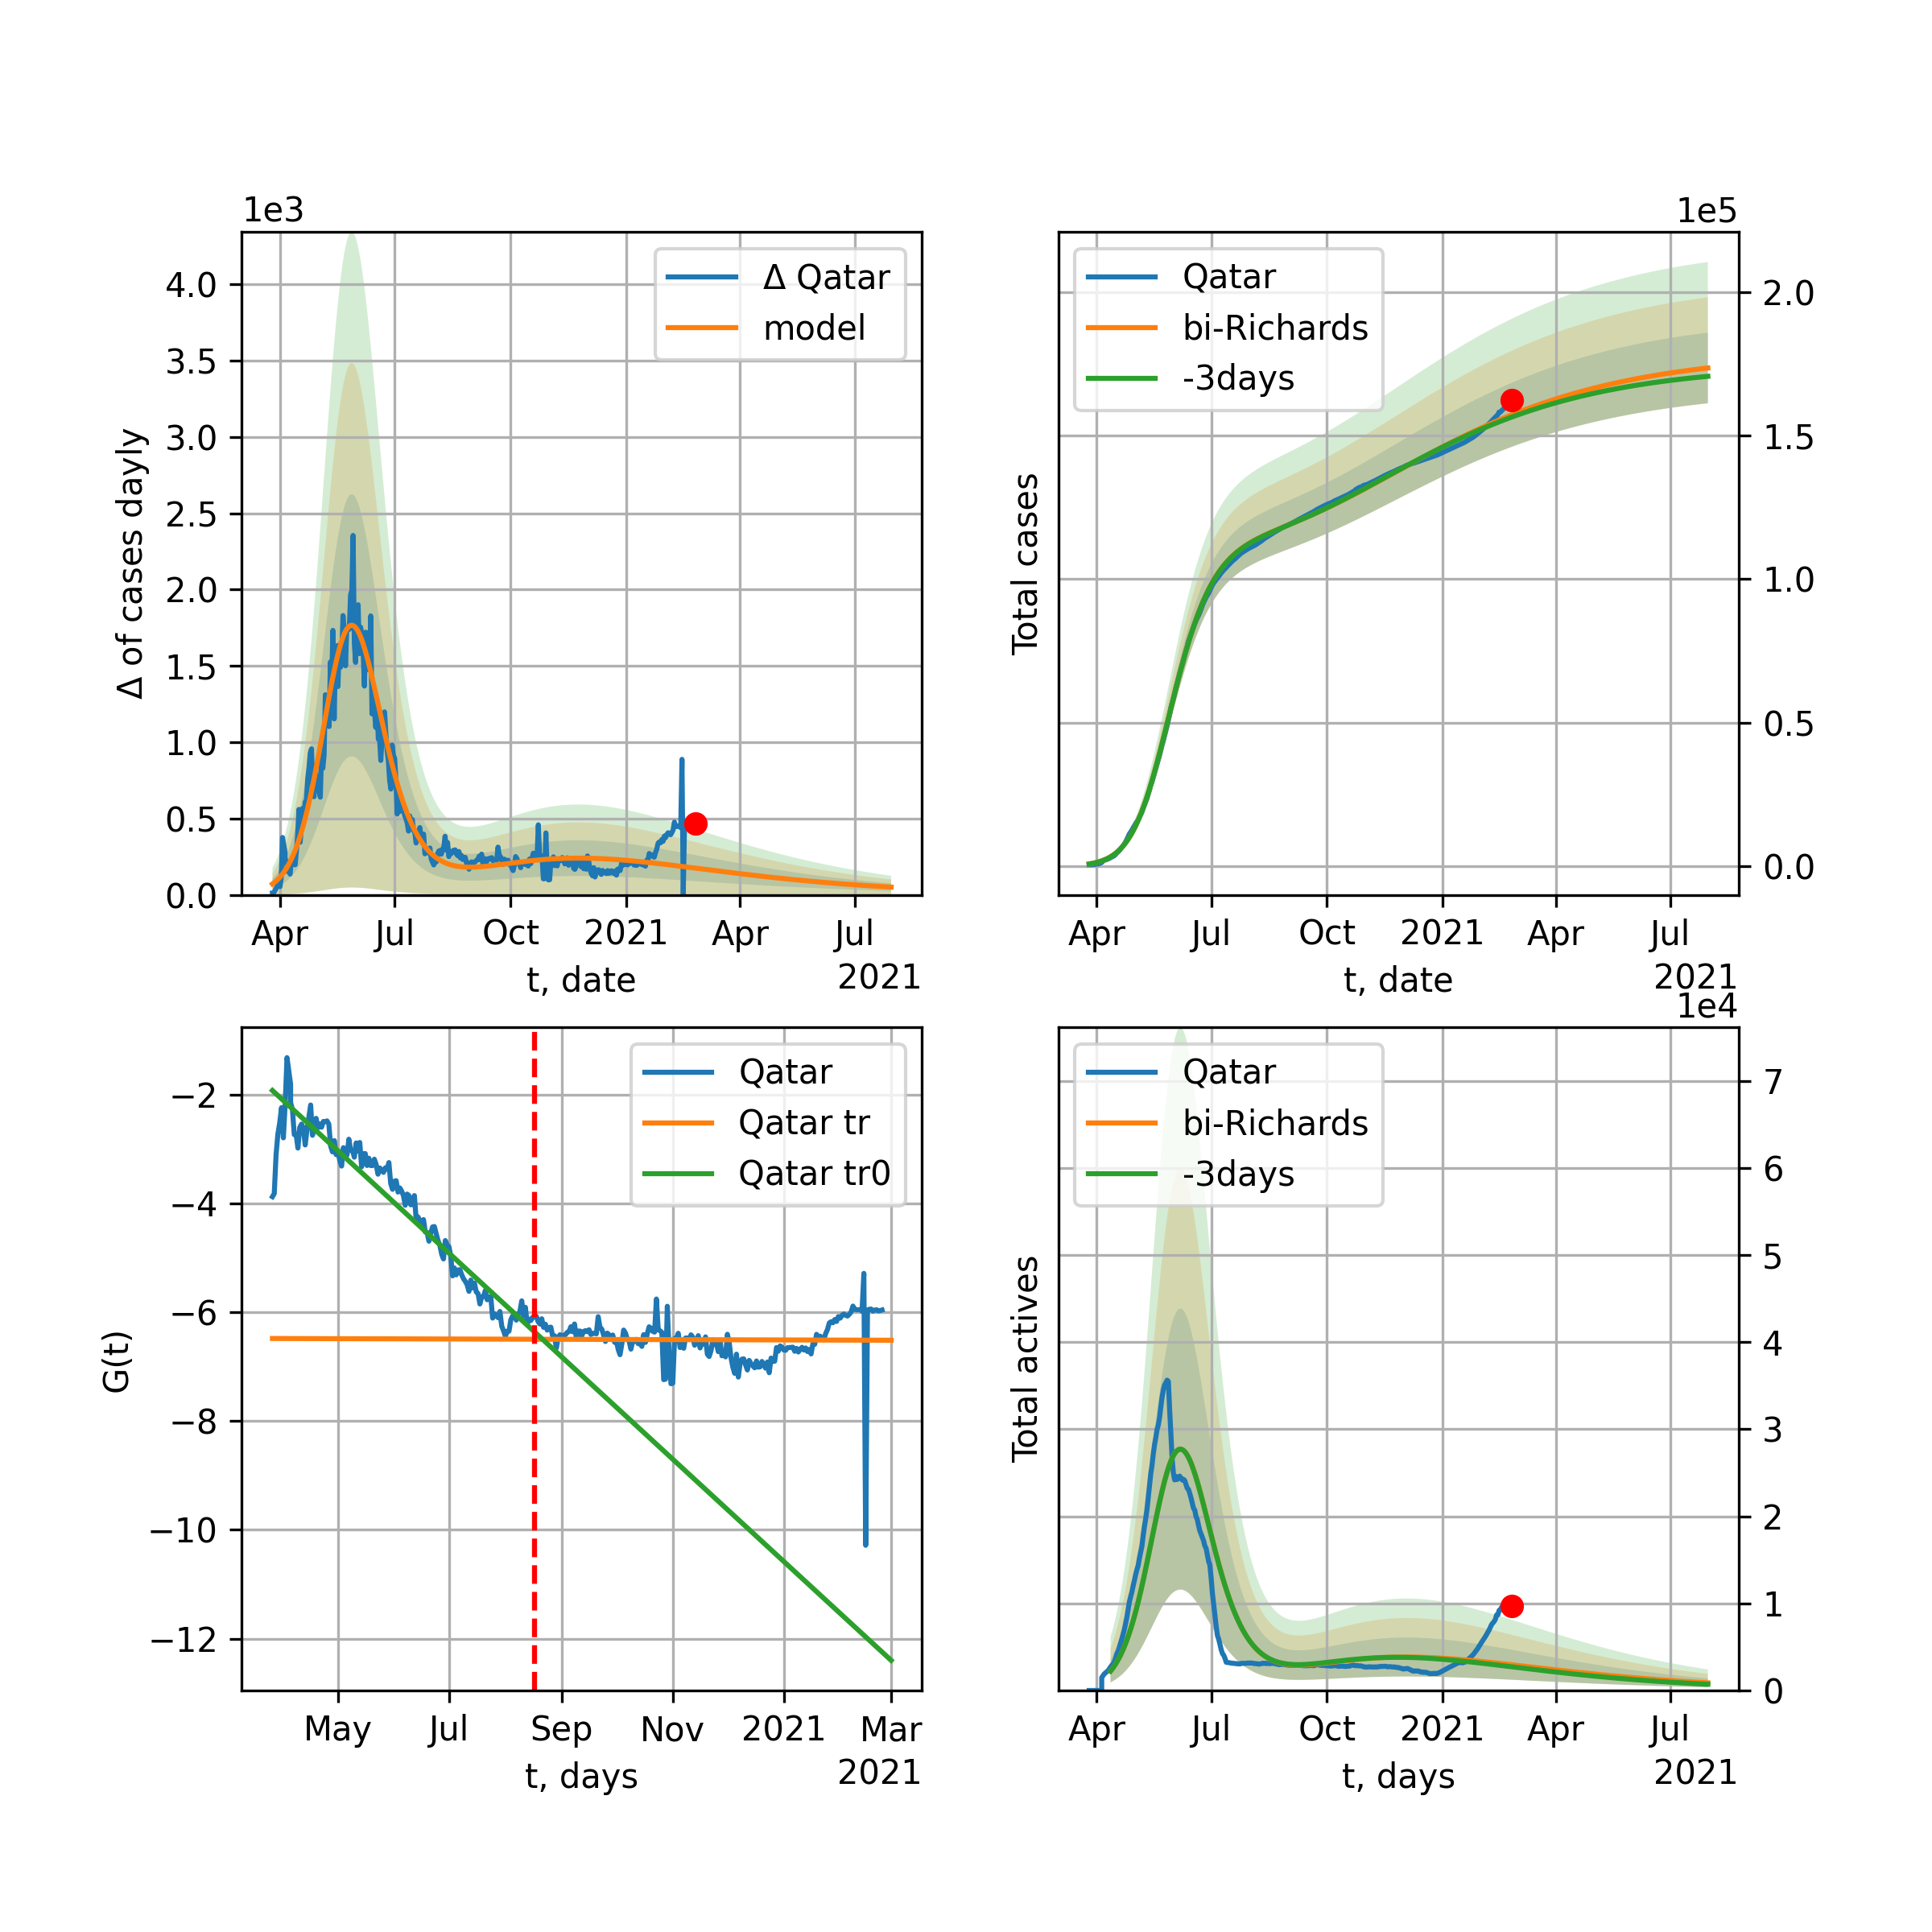 1e3
Δ of cases dayly
4.0
3.5
3.0
2.5
2.0
1.5
1.0
0.5
0.0
Δ Qatar
model
Apr Jul Oct 2021 Apr Jul
t, date
2021
1e5
Total cases
Qatar
bi-Richards
-3days
2.0
1.5
1.0
0.5
0.0
Apr Jul Oct 2021 Apr Jul
t, date
2021
G(t)
−2
−4
−6
−8
−10
−12
Qatar
Qatar tr
Qatar tr0
May Jul Sep Nov 2021 Mar
t, days
2021
1e4
Total actives
Qatar
bi-Richards
-3days
7
6
5
4
3
2
1
0
Apr Jul Oct 2021 Apr Jul
t, days
2021